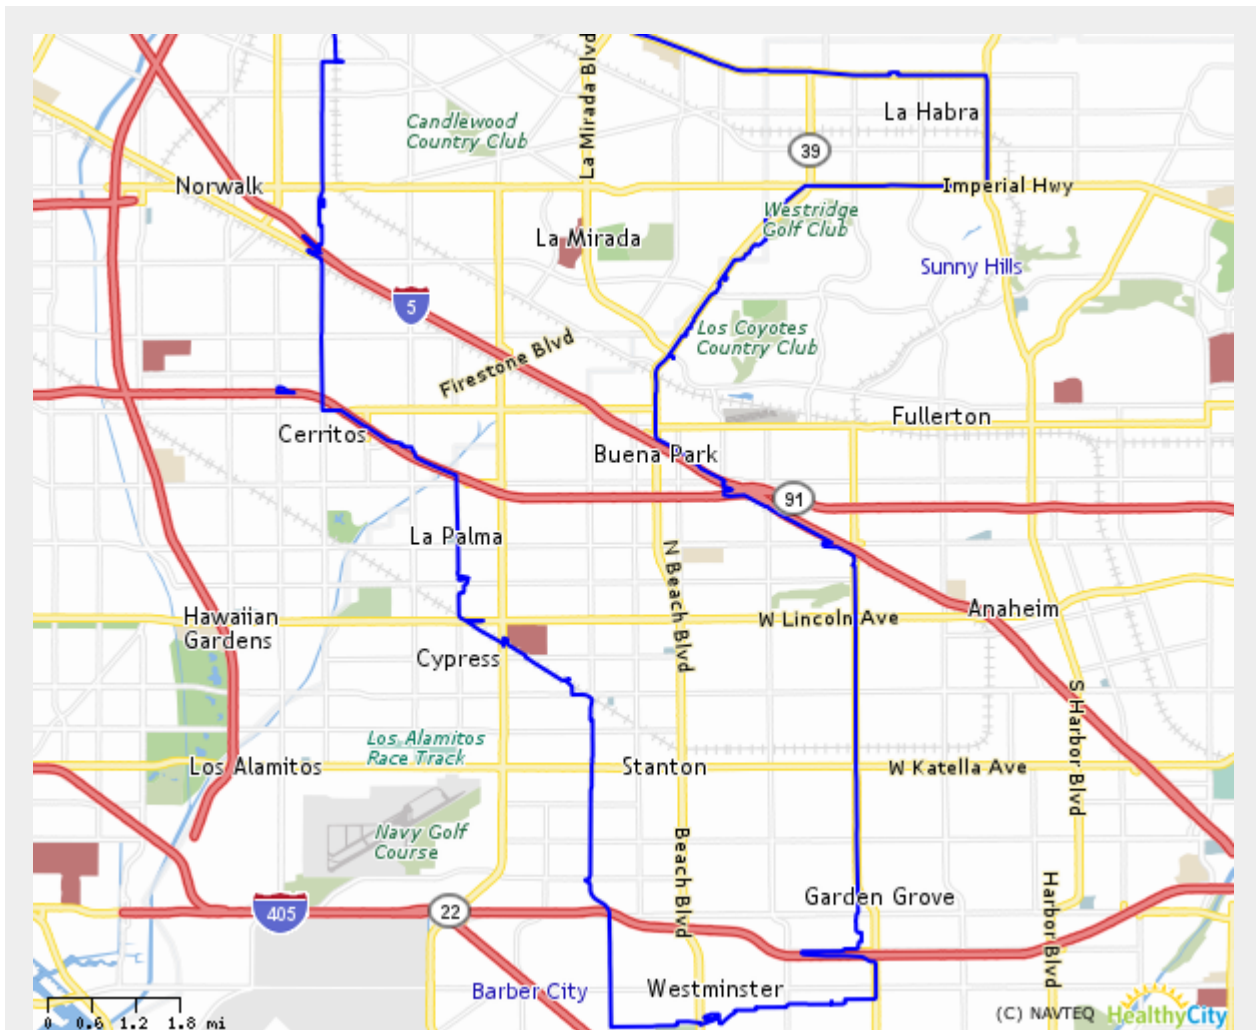 La Mirada Blvd
La Habra
Candlewood
Country Club
39
Norwalk
Imperial Hwy
Westridge
Golf Club
La Mirada
Sunny Hills
5
Los Coyotes
Country Club
Firestone Blvd
Fullerton
Cerritos
Buena Park
91
La Palma
N Beach Blvd
Anaheim
Hawaiian
Gardens
W Lincoln Ave
Cypress
S Harbor Blvd
Los Alamitos
Race Track
Los Alamitos
Stanton
W Katella Ave
Navy Golf
Course
Beach Blvd
Garden Grove
405
22
Harbor Blvd
Barber City
Westminster
(C) NAVTEQ
HealthyCity
0 0.6 1.2 1.8 mi